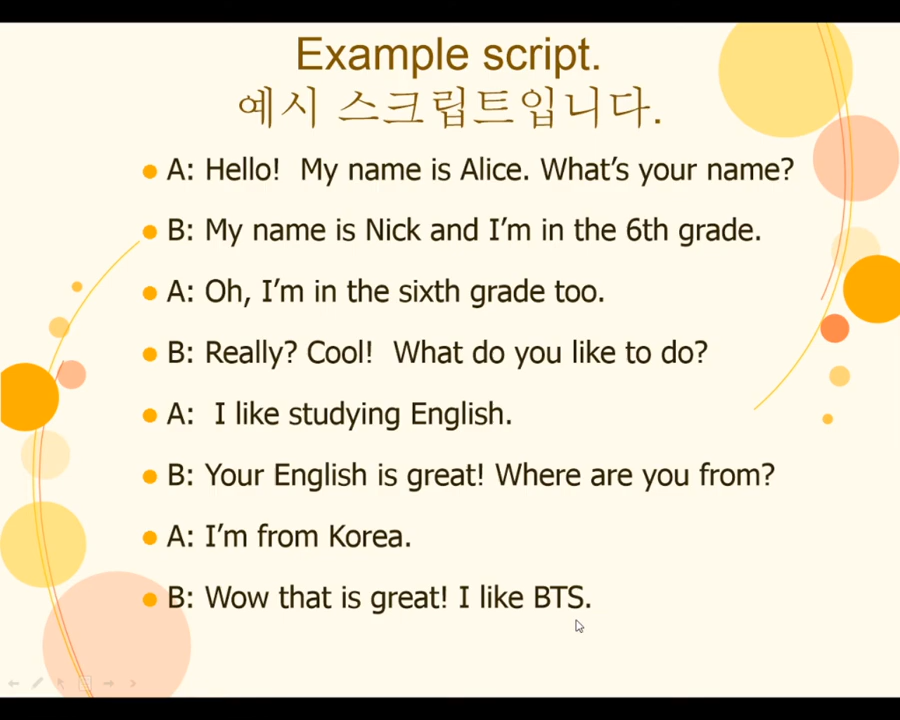 Example script.
예시 스크립트입니다.
A: Hello!  My name is Alice. What's your name?
B: My name is Nick and I'm in the 6th grade.
A: Oh, I'm in the sixth grade too.
B: Really? Cool!  What do you like to do?
A:  I like studying English.
B: Your English is great! Where are you from?
A: I'm from Korea.
B: Wow that is great! I like BTS.